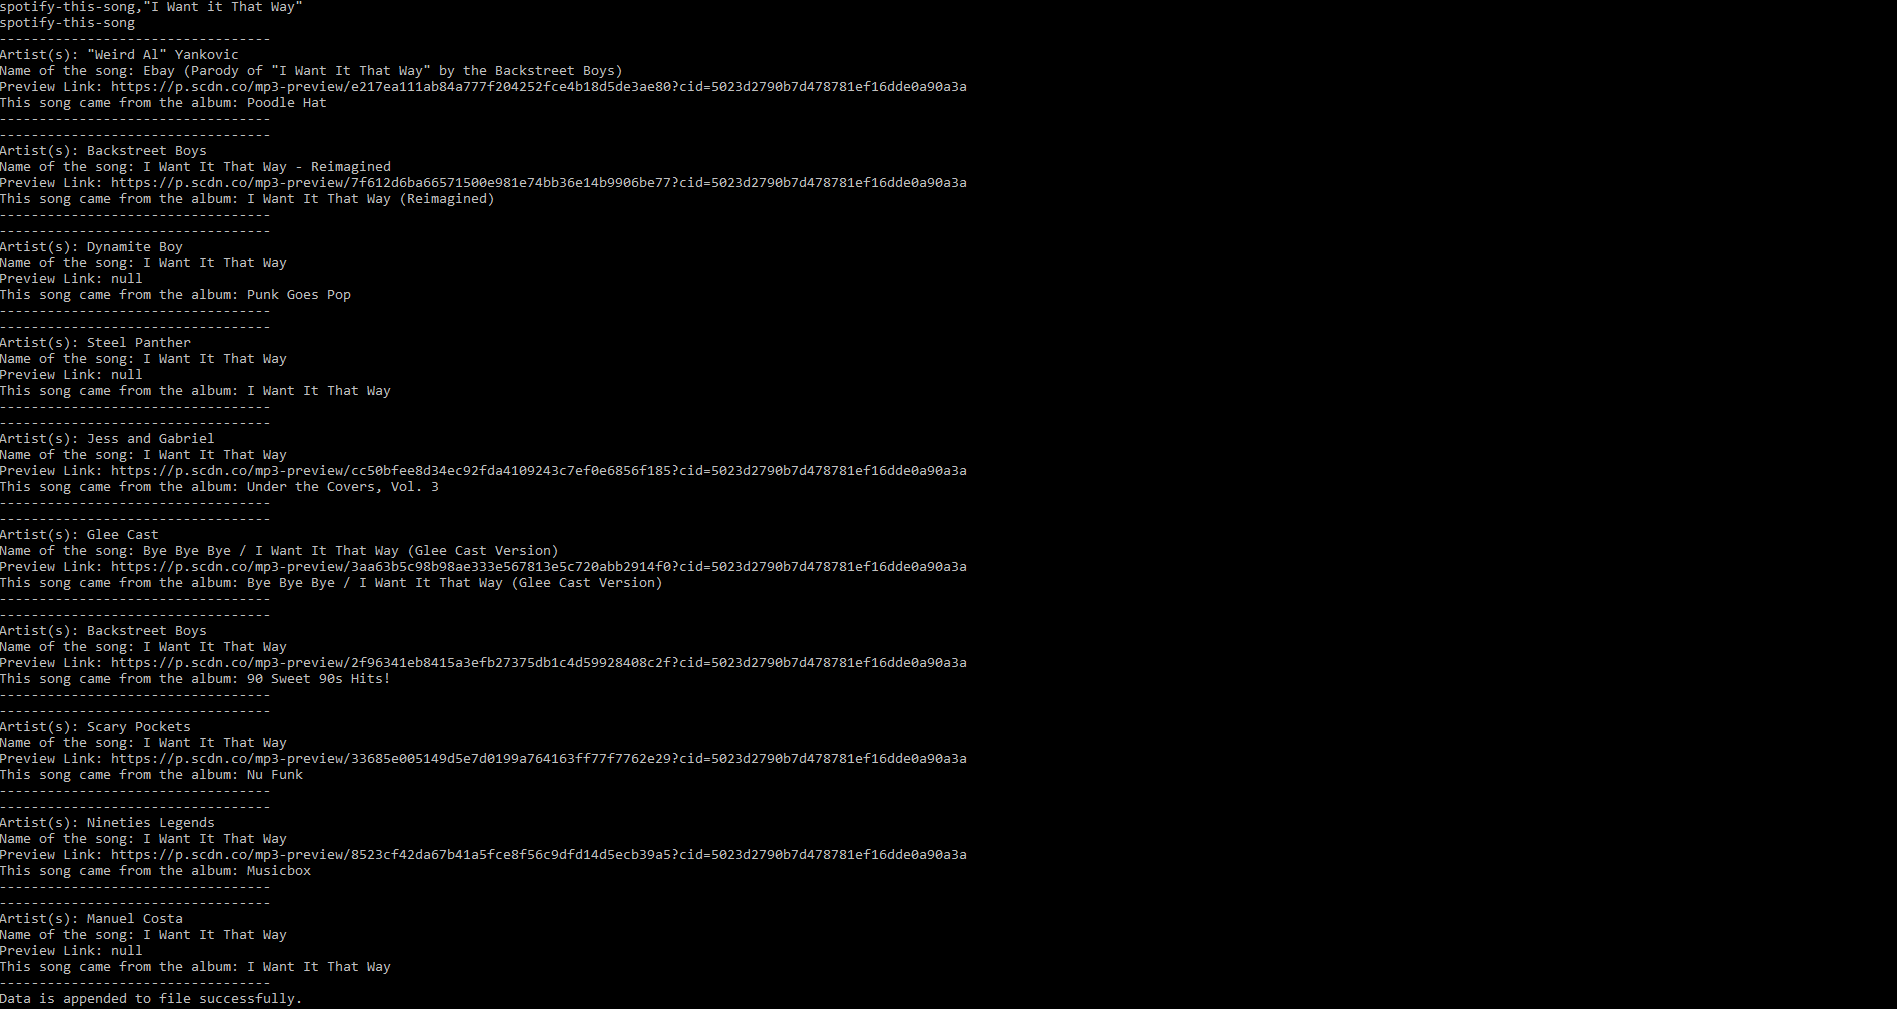 spotify-this-song,"I Want it That Way"
spotify-this-song
----------------------------------
Artist(s): "Weird Al" Yankovic
Name of the song: Ebay (Parody of "I Want It That Way" by the Backstreet Boys)
Preview Link: https://p.scdn.co/mp3-preview/e217ea111ab84a777f204252fce4b18d5de3ae80?cid=5023d2790b7d478781ef16dde0a90a3a
This song came from the album: Poodle Hat
----------------------------------
----------------------------------
Artist(s): Backstreet Boys
Name of the song: I Want It That Way - Reimagined
Preview Link: https://p.scdn.co/mp3-preview/7f612d6ba66571500e981e74bb36e14b9906be77?cid=5023d2790b7d478781ef16dde0a90a3a
This song came from the album: I Want It That Way (Reimagined)
----------------------------------
----------------------------------
Artist(s): Dynamite Boy
Name of the song: I Want It That Way
Preview Link: null
This song came from the album: Punk Goes Pop
----------------------------------
----------------------------------
Artist(s): Steel Panther
Name of the song: I Want It That Way
Preview Link: null
This song came from the album: I Want It That Way
----------------------------------
----------------------------------
Artist(s): Jess and Gabriel
Name of the song: I Want It That Way
Preview Link: https://p.scdn.co/mp3-preview/cc50bfee8d34ec92fda4109243c7ef0e6856f185?cid=5023d2790b7d478781ef16dde0a90a3a
This song came from the album: Under the Covers, Vol. 3
----------------------------------
----------------------------------
Artist(s): Glee Cast
Name of the song: Bye Bye Bye / I Want It That Way (Glee Cast Version)
Preview Link: https://p.scdn.co/mp3-preview/3aa63b5c98b98ae333e567813e5c720abb2914f0?cid=5023d2790b7d478781ef16dde0a90a3a
This song came from the album: Bye Bye Bye / I Want It That Way (Glee Cast Version)
----------------------------------
----------------------------------
Artist(s): Backstreet Boys
Name of the song: I Want It That Way
Preview Link: https://p.scdn.co/mp3-preview/2f96341eb8415a3efb27375db1c4d59928408c2f?cid=5023d2790b7d478781ef16dde0a90a3a
This song came from the album: 90 Sweet 90s Hits!
----------------------------------
----------------------------------
Artist(s): Scary Pockets
Name of the song: I Want It That Way
Preview Link: https://p.scdn.co/mp3-preview/33685e005149d5e7d0199a764163ff77f7762e29?cid=5023d2790b7d478781ef16dde0a90a3a
This song came from the album: Nu Funk
----------------------------------
----------------------------------
Artist(s): Nineties Legends
Name of the song: I Want It That Way
Preview Link: https://p.scdn.co/mp3-preview/8523cf42da67b41a5fce8f56c9dfd14d5ecb39a5?cid=5023d2790b7d478781ef16dde0a90a3a
This song came from the album: Musicbox
----------------------------------
----------------------------------
Artist(s): Manuel Costa
Name of the song: I Want It That Way
Preview Link: null
This song came from the album: I Want It That Way
----------------------------------
Data is appended to file successfully.